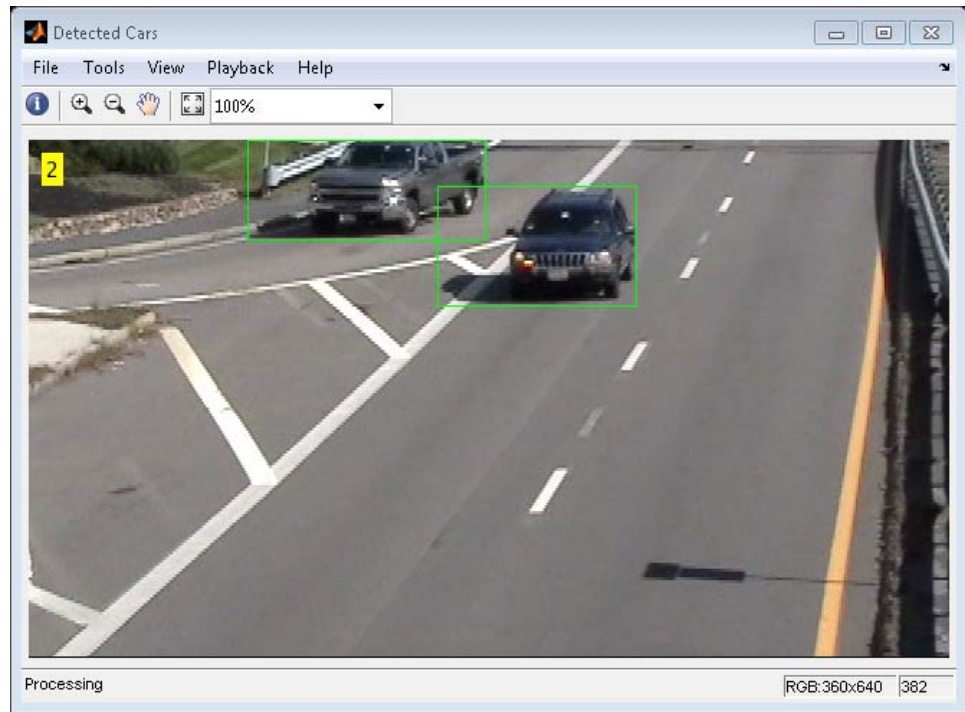 Detected Cars
File Tools View Playback Help
100%
2
Processing
RGB:360x640 382